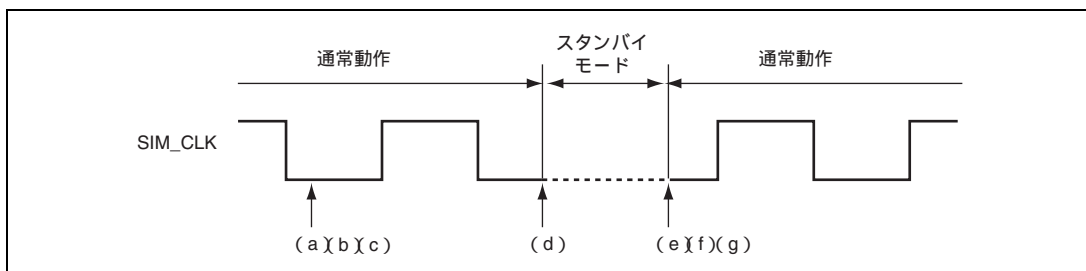 通常動作
スタンバイ
モード
通常動作
SIM_CLK
(a)(b)(c)
(d)
(e)(f)(g)